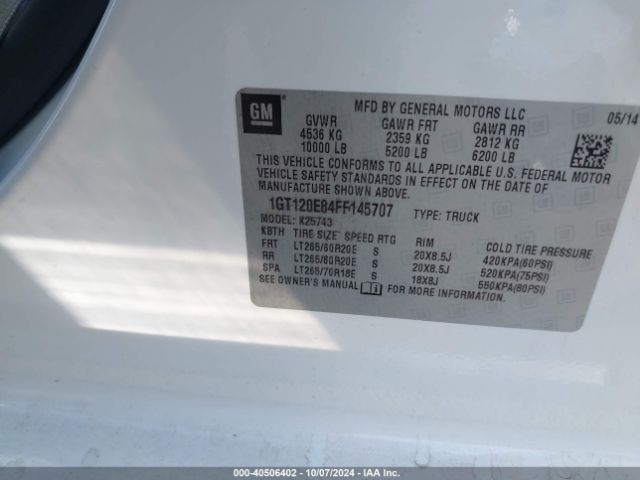 GM
MFD BY GENERAL MOTORS LLC 05/14
GVWR GAWR FRT GAWR RR
4536 KG 2359 KG 2812 KG
10000 LB 5200 LB 6200 LB
THIS VEHICLE CONFORMS TO ALL APPLICABLE U.S. FEDERAL MOTOR
VEHICLE SAFETY STANDARDS IN EFFECT ON THE DATE OF
MANUFACTURE SHOWN ABOVE.
1GT120E84FF145707 TYPE: TRUCK
MODEL: K25743
KBTH TIRE SIZE SPEED RTG RIM COLD TIRE PRESSURE
FRT LT265/60R20E S 20X8.5J 420KPA(60PSI)
RR LT265/60R20E S 20X8.5J 520KPA(75PSI)
SPA LT265/70R18E S 18X8J 550KPA(80PSI)
SEE OWNER'S MANUAL FOR MORE INFORMATION.
000-40506402 - 10/07/2024 - IAA Inc.